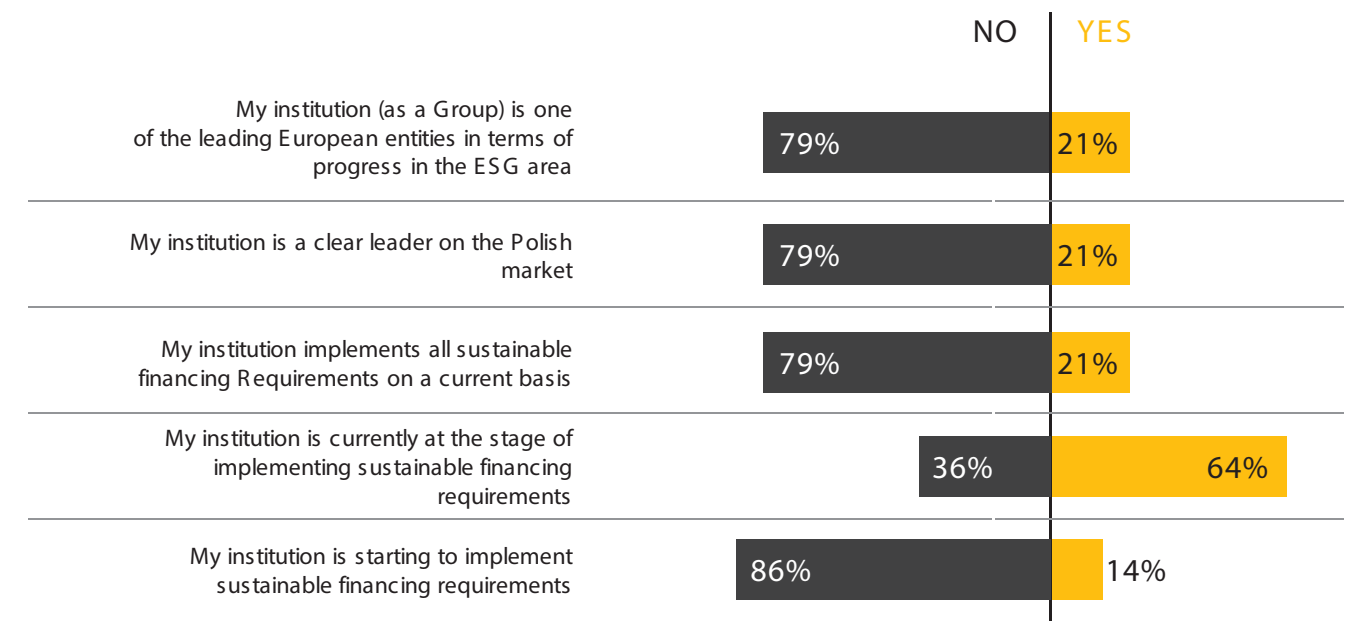 NO YES
My institution (as a Group) is one
of the leading European entities in terms of
progress in the ESG area
79% 21%
My institution is a clear leader on the Polish
market
79% 21%
My institution implements all sustainable
financing Requirements on a current basis
79% 21%
My institution is currently at the stage of
implementing sustainable financing
requirements
36% 64%
My institution is starting to implement
sustainable financing requirements
86% 14%